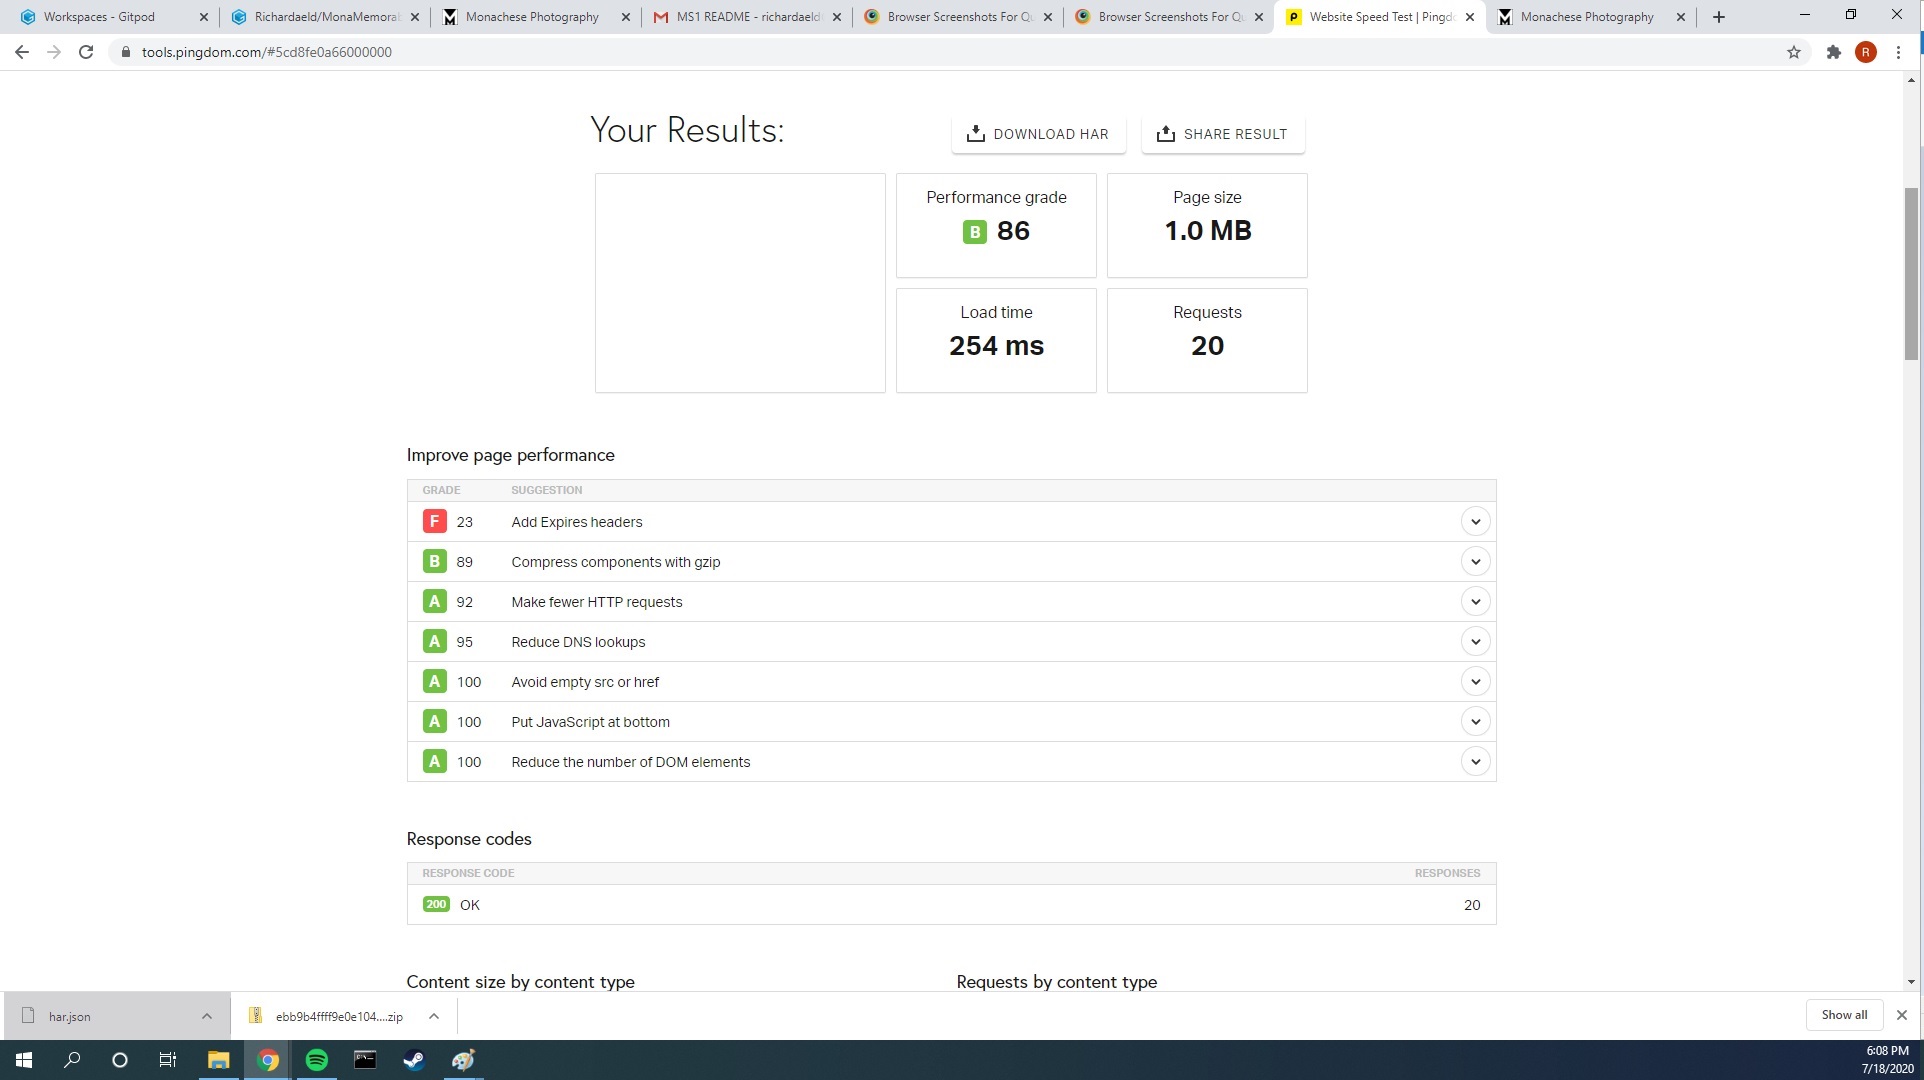 Workspaces - Gitpod
Richardaeld/MonaMemorab
Monachese Photography
MS1 README - richardaeld
Browser Screenshots For Qu
Browser Screenshots For Qu
Website Speed Test | Pingdo
Monachese Photography
tools.pingdom.com/#5cd8fe0a66000000
R
Your Results:
DOWNLOAD HAR
SHARE RESULT
Performance grade
B 86
Page size
1.0 MB
Load time
254 ms
Requests
20
Improve page performance
GRADE SUGGESTION
F 23 Add Expires headers
B 89 Compress components with gzip
A 92 Make fewer HTTP requests
A 95 Reduce DNS lookups
A 100 Avoid empty src or href
A 100 Put JavaScript at bottom
A 100 Reduce the number of DOM elements
Response codes
RESPONSE CODE RESPONSES
200 OK 20
Content size by content type
Requests by content type
har.json
ebb9b4ffff9e0e104....zip
Show all
6:08 PM
7/18/2020